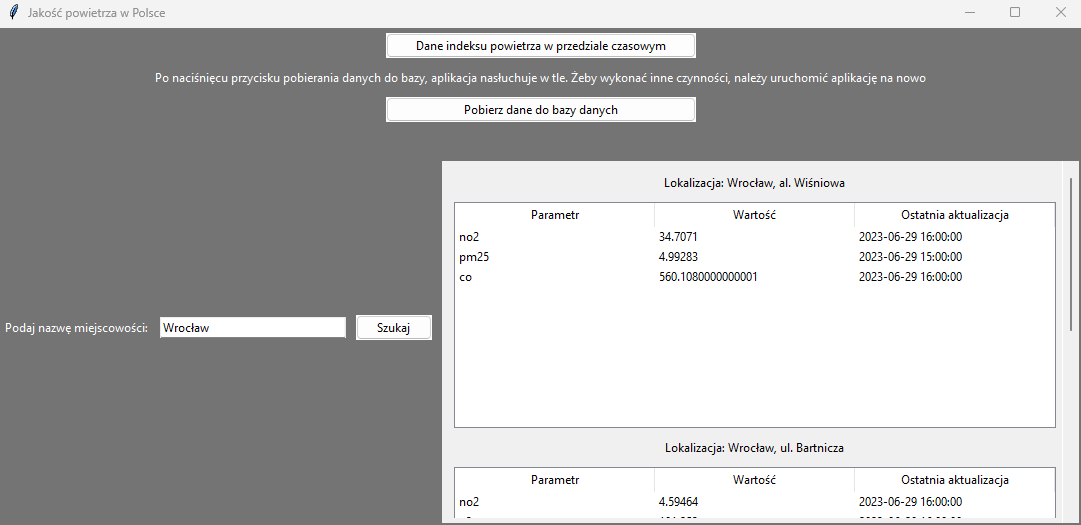 Jakość powietrza w Polsce
Dane indeksu powietrza w przedziale czasowym
Po naciśnięcu przycisku pobierania danych do bazy, aplikacja nasłuchuje w tle. Żeby wykonać inne czynności, należy uruchomić aplikację na nowo
Pobierz dane do bazy danych
Podaj nazwę miejscowości: Wrocław Szukaj
Lokalizacja: Wrocław, al. Wiśniowa
Parametr Wartość Ostatnia aktualizacja
no2 34.7071 2023-06-29 16:00:00
pm25 4.99283 2023-06-29 15:00:00
co 560.1080000000001 2023-06-29 16:00:00
Lokalizacja: Wrocław, ul. Bartnicza
Parametr Wartość Ostatnia aktualizacja
no2 4.59464 2023-06-29 16:00:00